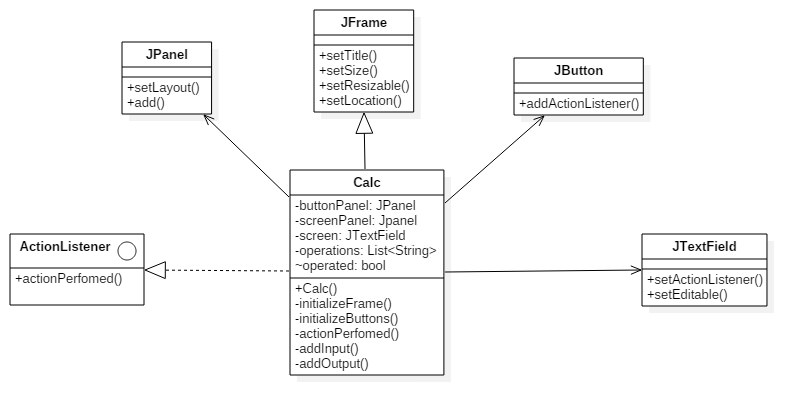 JFrame
+setTitle()
+setSize()
+setResizable()
+setLocation()
JPanel
+setLayout()
+add()
JButton
+addActionListener()
Calc
-buttonPanel: JPanel
-screenPanel: Jpanel
-screen: JTextField
-operations: List<String>
~operated: bool
+Calc()
-initializeFrame()
-initializeButtons()
-actionPerfomed()
-addInput()
-addOutput()
ActionListener
+actionPerfomed()
JTextField
+setActionListener()
+setEditable()